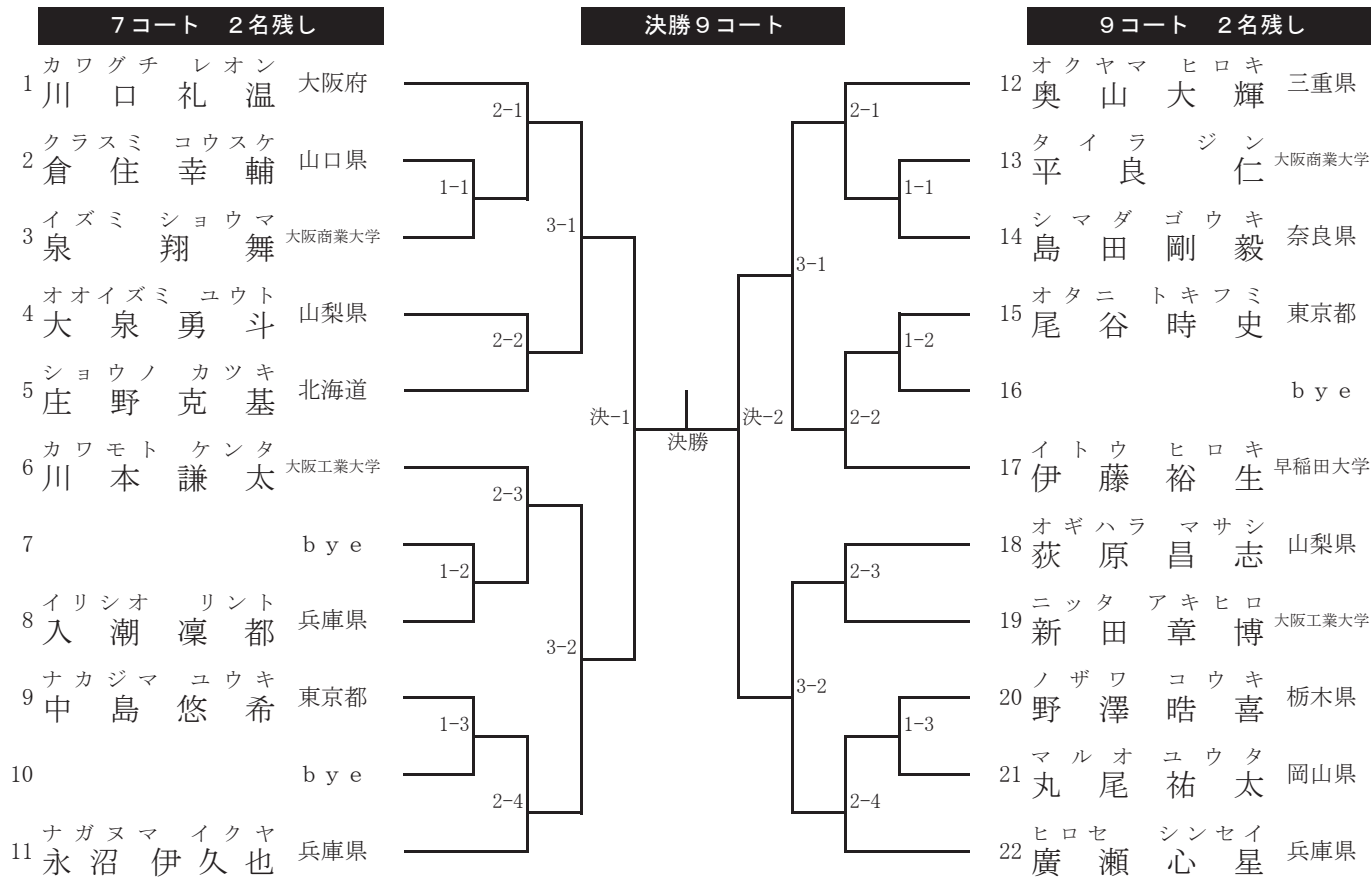 7コート　2名残し
カワグチ　レオン
1 川口礼温 大阪府
クラスミ　コウスケ
2 倉住幸輔 山口県
イズミ　ショウマ
3 泉翔舞 大阪商業大学
オオイズミ　ユウト
4 大泉勇斗 山梨県
ショウノ　カツキ
5 庄野克基 北海道
カワモト　ケンタ
6 川本謙太 大阪工業大学
7 bye
イリシオ　リント
8 入潮凜都 兵庫県
ナカジマ　ユウキ
9 中島悠希 東京都
10 bye
ナガヌマ　イクヤ
11 永沼伊久也 兵庫県
2-1
1-1
3-1
2-2
決-1
2-3
1-2
3-2
1-3
2-4
決勝9コート
決勝
9コート　2名残し
オクヤマ　ヒロキ
12 奥山大輝 三重県
タイラ　ジン
13 平良仁 大阪商業大学
シマダ　ゴウキ
14 島田剛毅 奈良県
オタニ　トキフミ
15 尾谷時史 東京都
16 bye
イトウ　ヒロキ
17 伊藤裕生 早稲田大学
オギハラ　マサシ
18 荻原昌志 山梨県
ニッタ　アキヒロ
19 新田章博 大阪工業大学
ノザワ　コウキ
20 野澤晧喜 栃木県
マルオ　ユウタ
21 丸尾祐太 岡山県
ヒロセ　シンセイ
22 廣瀬心星 兵庫県
2-1
1-1
3-1
1-2
決-2
2-2
2-3
3-2
1-3
2-4